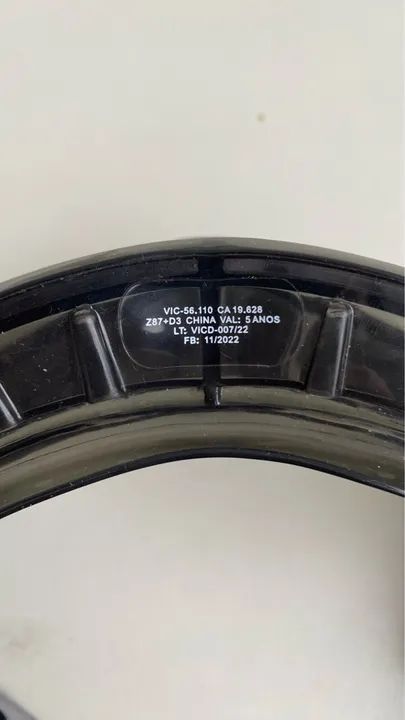 VIC-56.110 CA 19.628
Z87+D3 CHINA VAL: 5 ANOS
LT: VICD-007/22
FB: 11/2022